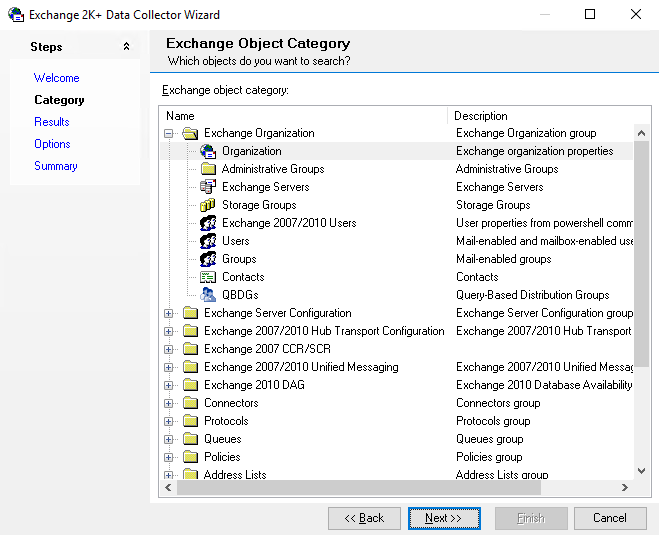 Exchange 2K+ Data Collector Wizard
Steps
Welcome
Category
Results
Options
Summary
Exchange Object Category
Which objects do you want to search?
Exchange object category:
Name Description
Exchange Organization Exchange Organization group
Organization Exchange organization properties
Administrative Groups Administrative Groups
Exchange Servers Exchange Servers
Storage Groups Storage Groups
Exchange 2007/2010 Users User properties from powershell comm
Users Mail-enabled and mailbox-enabled use
Groups Mail-enabled groups
Contacts Contacts
QBDGs Query-Based Distribution Groups
Exchange Server Configuration Exchange Server Configuration group
Exchange 2007/2010 Hub Transport Configuration Exchange 2007/2010 Hub Transport
Exchange 2007 CCR/SCR
Exchange 2007/2010 Unified Messaging Exchange 2007/2010 Unified Messag
Exchange 2010 DAG Exchange 2010 Database Availability
Connectors Connectors group
Protocols Protocols group
Queues Queues group
Policies Policies group
Address Lists Address Lists group
<< Back Next >> Finish Cancel